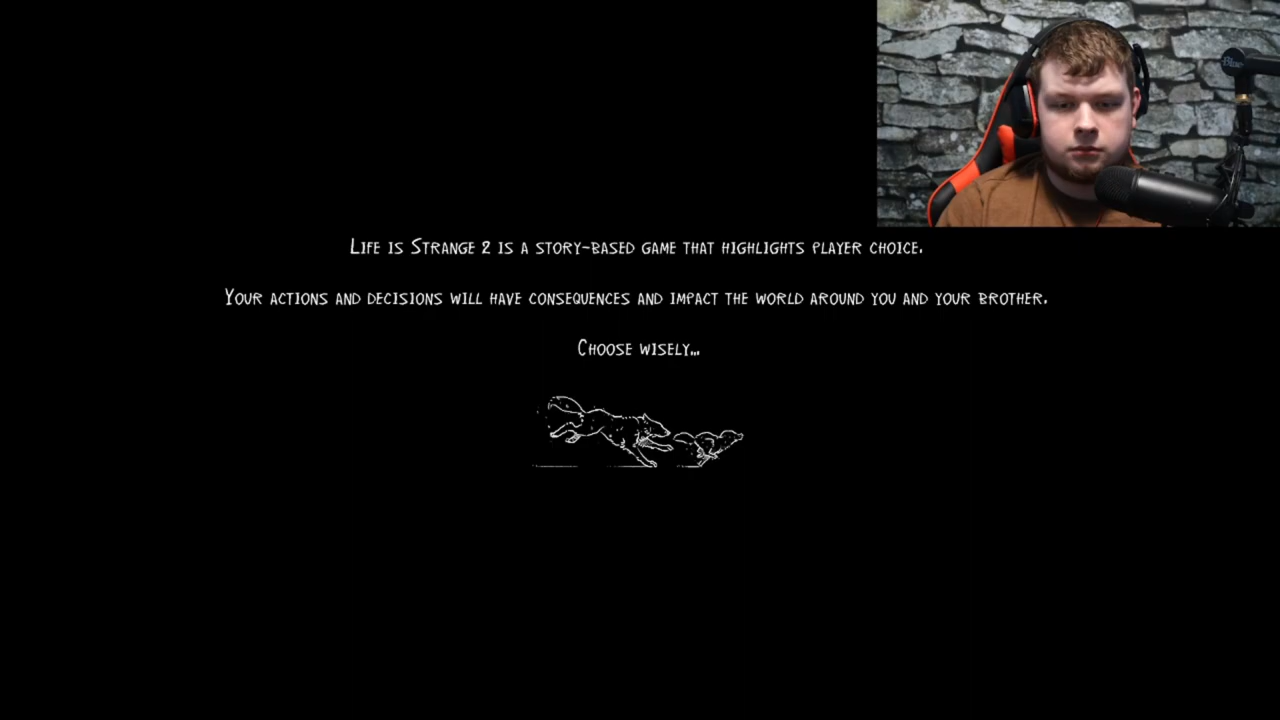 Blue
LIFE IS STRANGE 2 IS A STORY-BASED GAME THAT HIGHLIGHTS PLAYER CHOICE.
YOUR ACTIONS AND DECISIONS WILL HAVE CONSEQUENCES AND IMPACT THE WORLD AROUND YOU AND YOUR BROTHER.
CHOOSE WISELY...